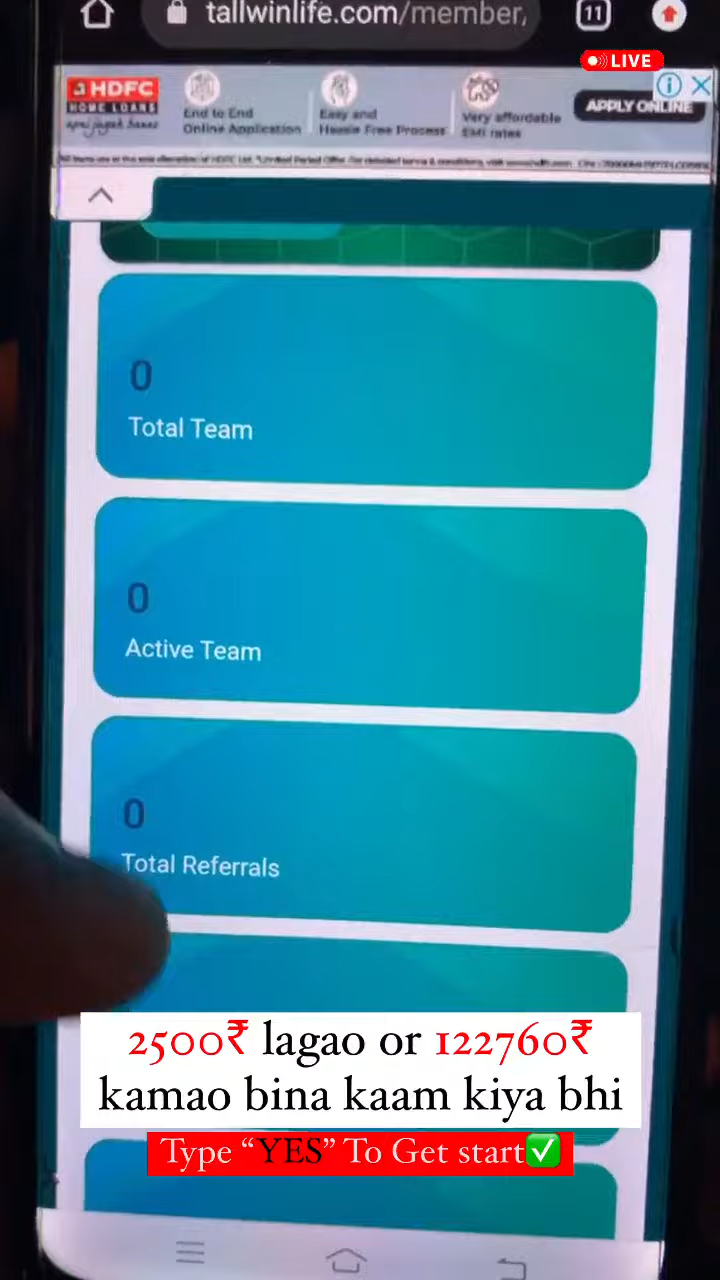 tallwinlife.com/member,
11
LIVE
HDFC
HOME LOANS
End to End
Online Application
Easy and
Hassle Free Process
Very affordable
EMI rates
APPLY ONLINE
0
Total Team
0
Active Team
0
Total Referrals
2500₹ lagao or 122760₹
kamao bina kaam kiya bhi
Type “YES” To Get start✅